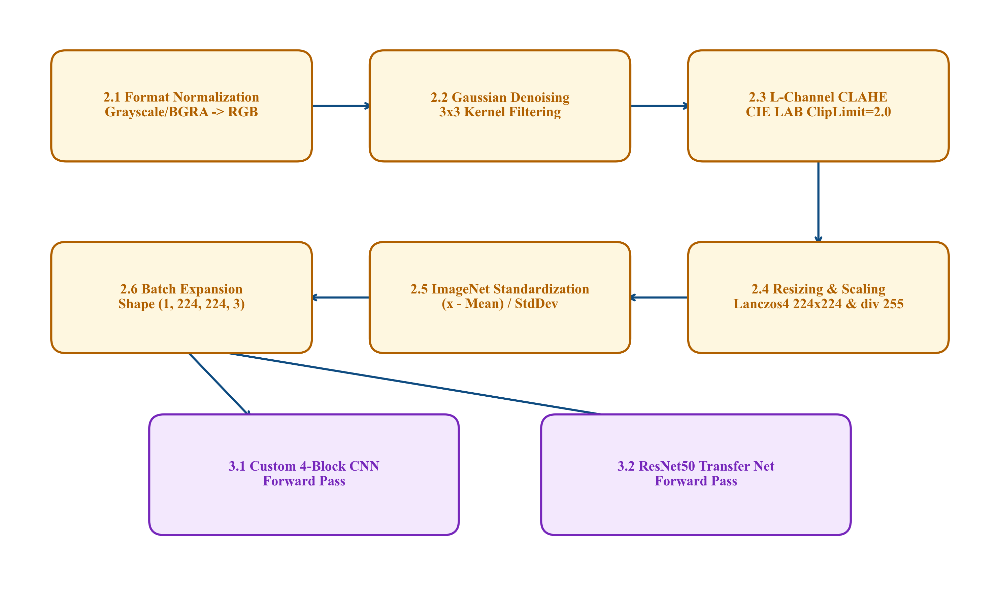 2.1 Format Normalization
Grayscale/BGRA -> RGB
2.2 Gaussian Denoising
3x3 Kernel Filtering
2.3 L-Channel CLAHE
CIE LAB ClipLimit=2.0
2.4 Resizing & Scaling
Lanczos4 224x224 & div 255
2.5 ImageNet Standardization
(x - Mean) / StdDev
2.6 Batch Expansion
Shape (1, 224, 224, 3)
3.1 Custom 4-Block CNN
Forward Pass
3.2 ResNet50 Transfer Net
Forward Pass